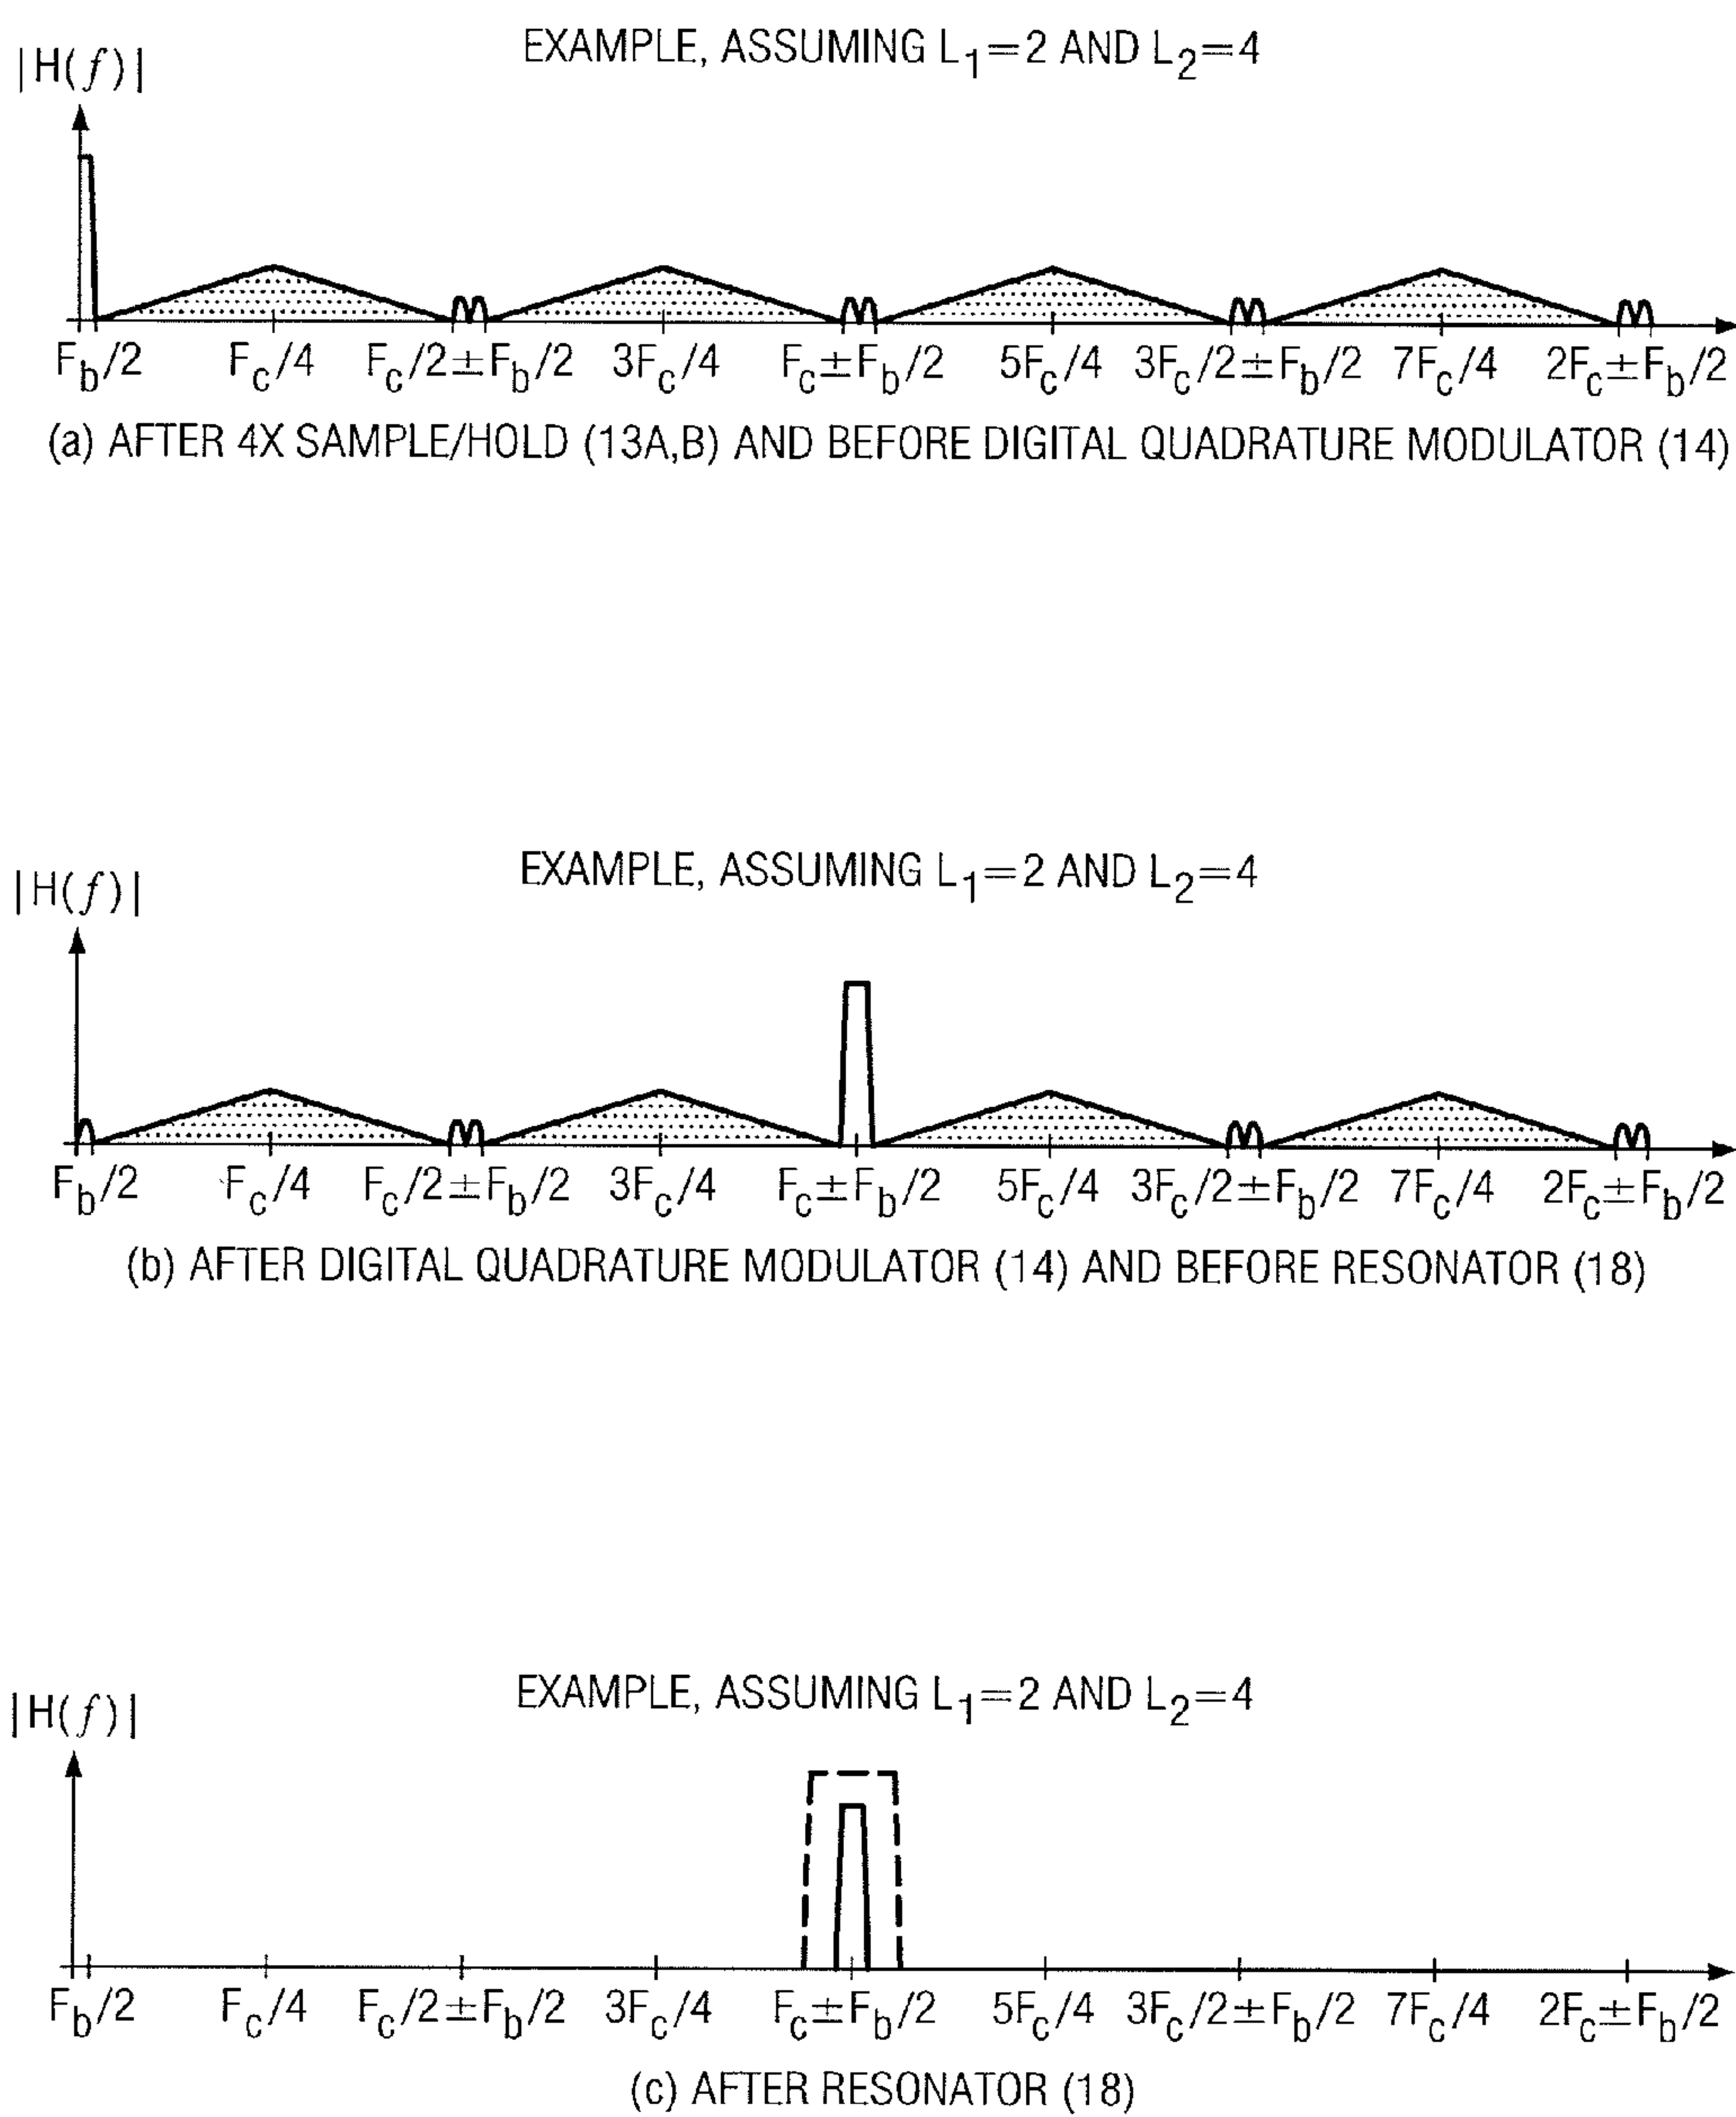 EXAMPLE, ASSUMING L1=2 AND L2=4
|H(f)|
Fb/2 Fc/4 Fc/2±Fb/2 3Fc/4 Fc±Fb/2 5Fc/4 3Fc/2±Fb/2 7Fc/4 2Fc±Fb/2
(a) AFTER 4X SAMPLE/HOLD (13A,B) AND BEFORE DIGITAL QUADRATURE MODULATOR (14)
EXAMPLE, ASSUMING L1=2 AND L2=4
|H(f)|
Fb/2 Fc/4 Fc/2±Fb/2 3Fc/4 Fc±Fb/2 5Fc/4 3Fc/2±Fb/2 7Fc/4 2Fc±Fb/2
(b) AFTER DIGITAL QUADRATURE MODULATOR (14) AND BEFORE RESONATOR (18)
EXAMPLE, ASSUMING L1=2 AND L2=4
|H(f)|
Fb/2 Fc/4 Fc/2±Fb/2 3Fc/4 Fc±Fb/2 5Fc/4 3Fc/2±Fb/2 7Fc/4 2Fc±Fb/2
(c) AFTER RESONATOR (18)